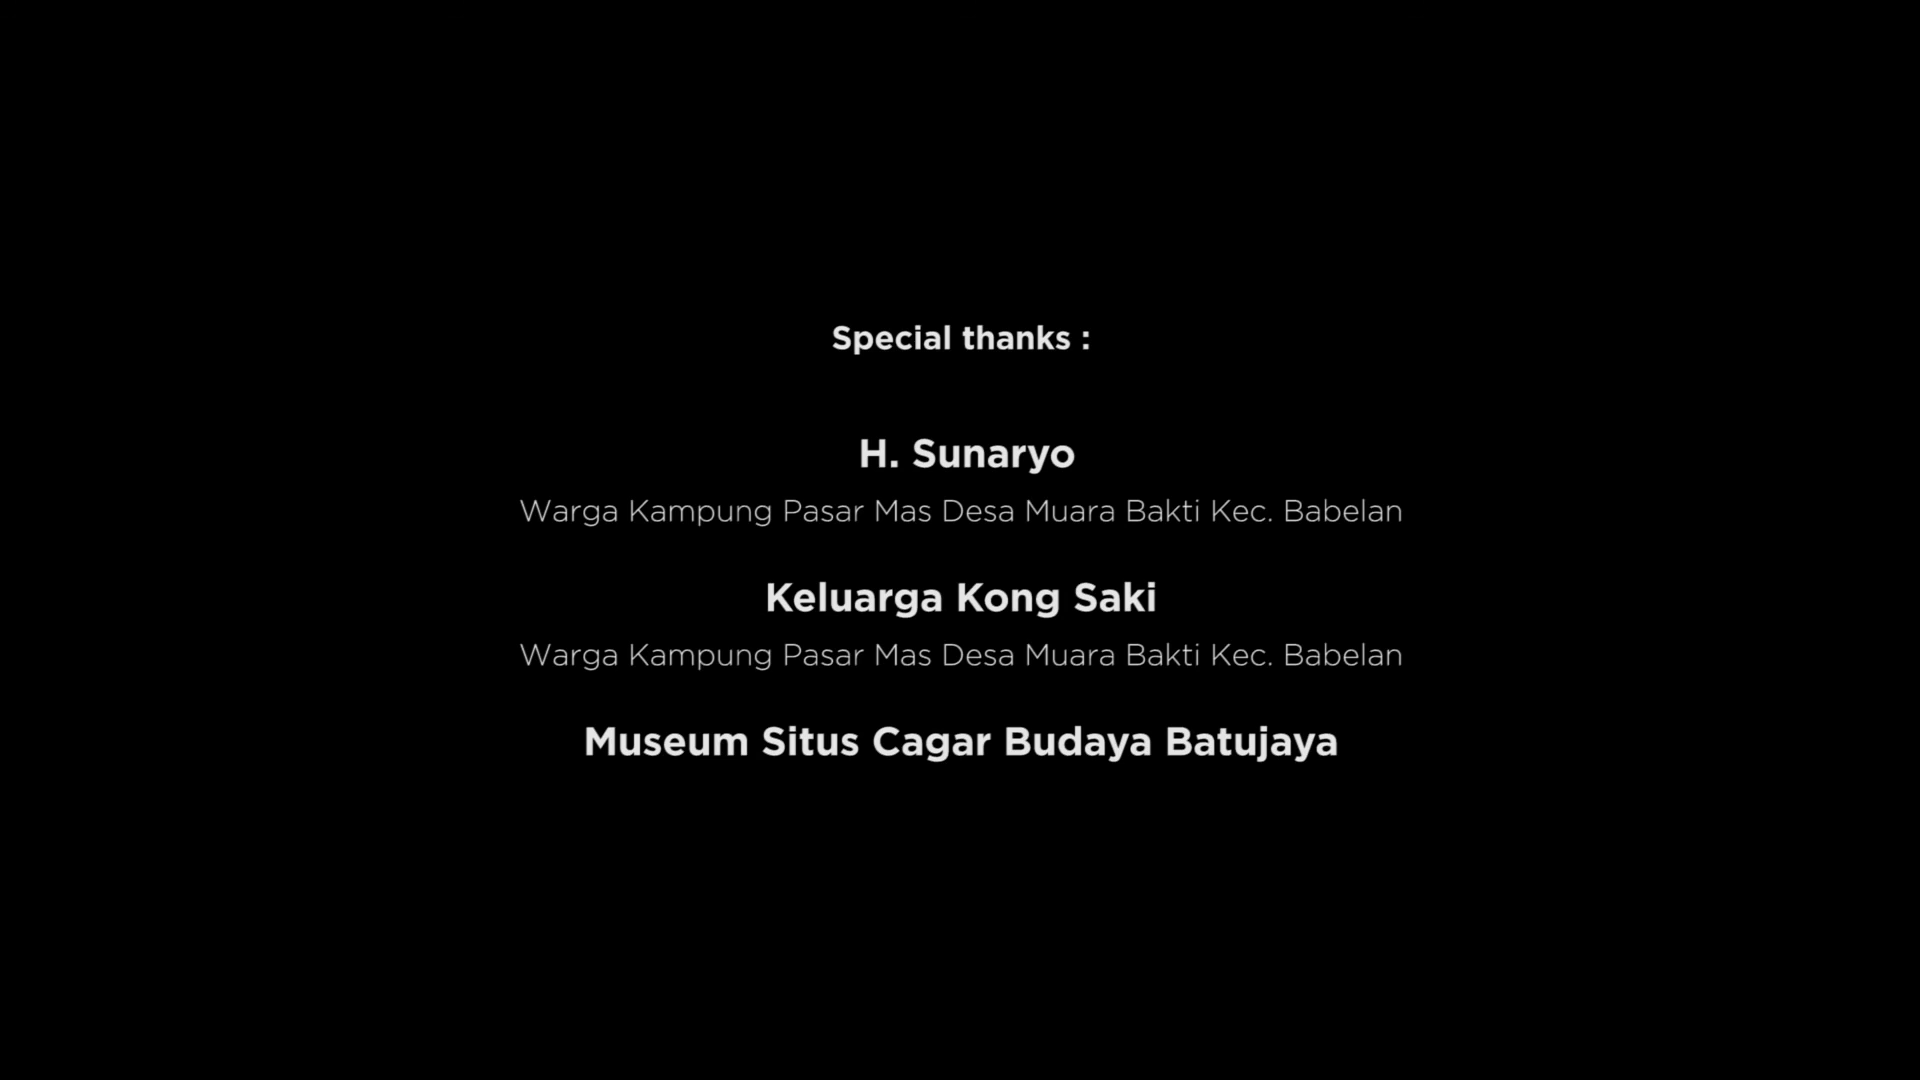 Special thanks :
H. Sunaryo
Warga Kampung Pasar Mas Desa Muara Bakti Kec. Babelan
Keluarga Kong Saki
Warga Kampung Pasar Mas Desa Muara Bakti Kec. Babelan
Museum Situs Cagar Budaya Batujaya